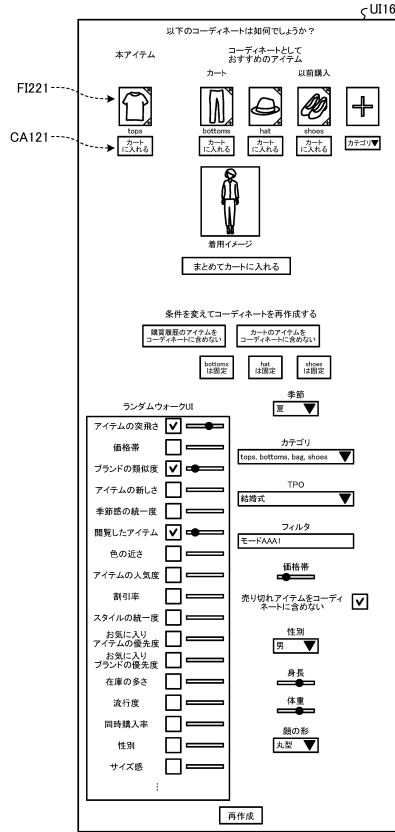 UI16
以下のコーディネートは如何でしょうか？
本アイテム
コーディネートとして
おすすめのアイテム
カート
以前購入
FI221
tops
bottoms
hat
shoes
CA121
カート
に入れる
カート
に入れる
カート
に入れる
カート
に入れる
カテゴリ▼
着用イメージ
まとめてカートに入れる
条件を変えてコーディネートを再作成する
購買履歴のアイテムを
コーディネートに含めない
カートのアイテムを
コーディネートに含めない
bottoms
は固定
hat
は固定
shoes
は固定
ランダムウォークUI
アイテムの突飛さ
価格帯
ブランドの類似度
アイテムの新しさ
季節感の統一度
閲覧したアイテム
色の近さ
アイテムの人気度
割引率
スタイルの統一度
お気に入り
アイテムの優先度
お気に入り
ブランドの優先度
在庫の多さ
流行度
同時購入率
性別
サイズ感
⋮
季節
夏▼
カテゴリ
tops, bottoms, bag, shoes▼
TPO
結婚式▼
フィルタ
モードAAA1
価格帯
売り切れアイテムをコーディ
ネートに含めない
性別
男▼
身長
体重
顔の形
丸型▼
再作成